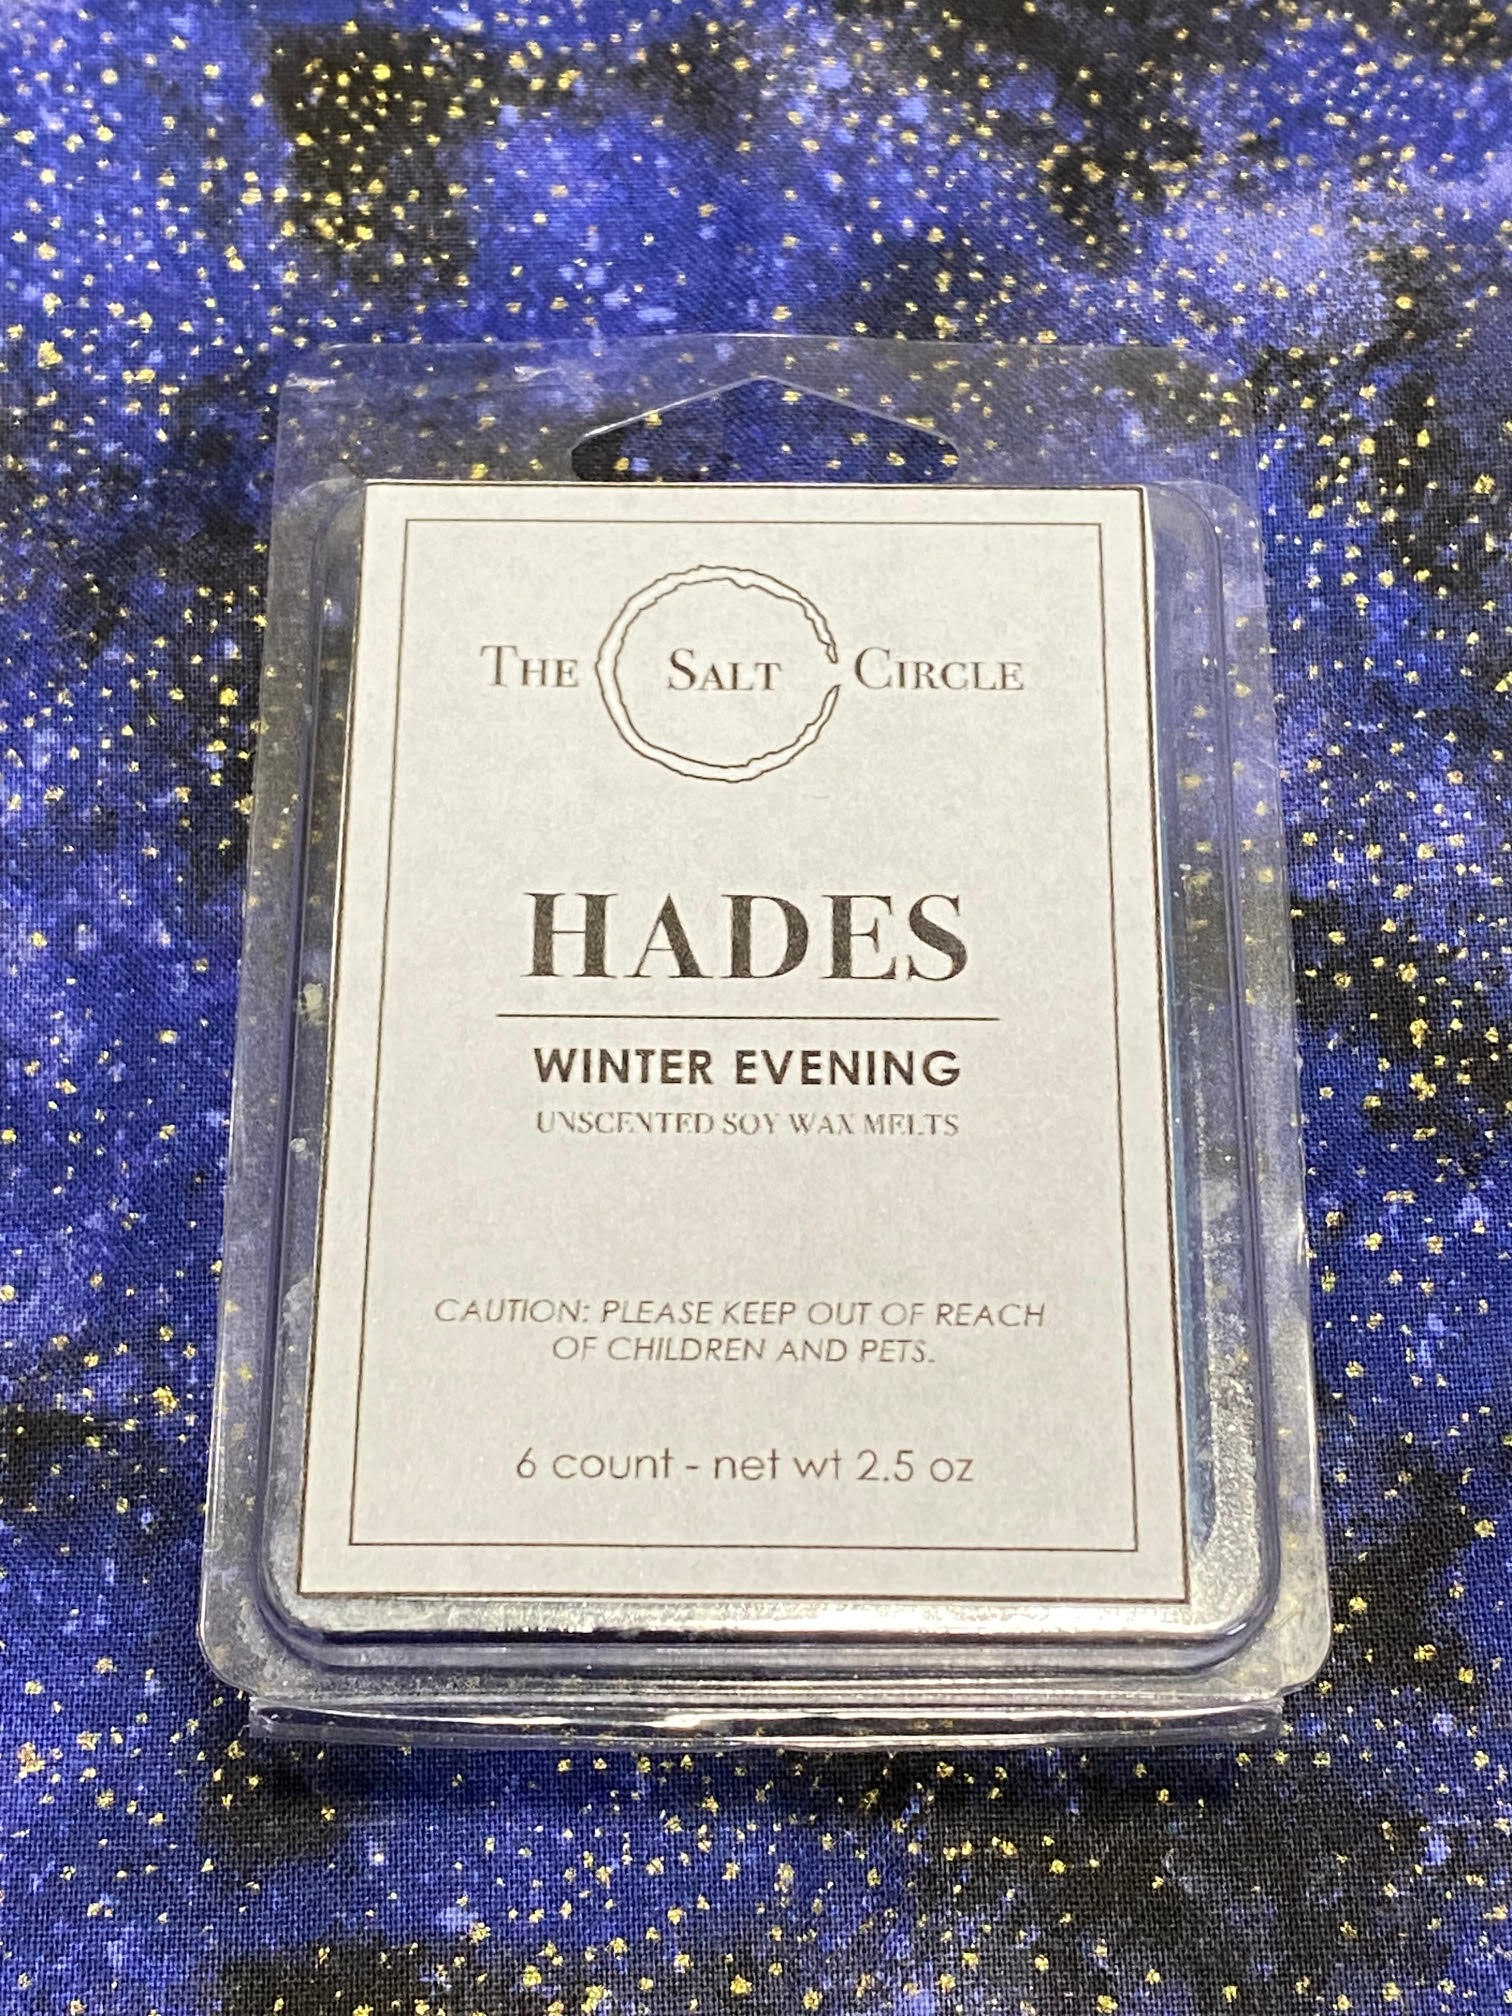 The Salt Circle
HADES
WINTER EVENING
UNSCENTED SOY WAX MELTS
CAUTION: PLEASE KEEP OUT OF REACH
OF CHILDREN AND PETS.
6 count - net wt 2.5 oz